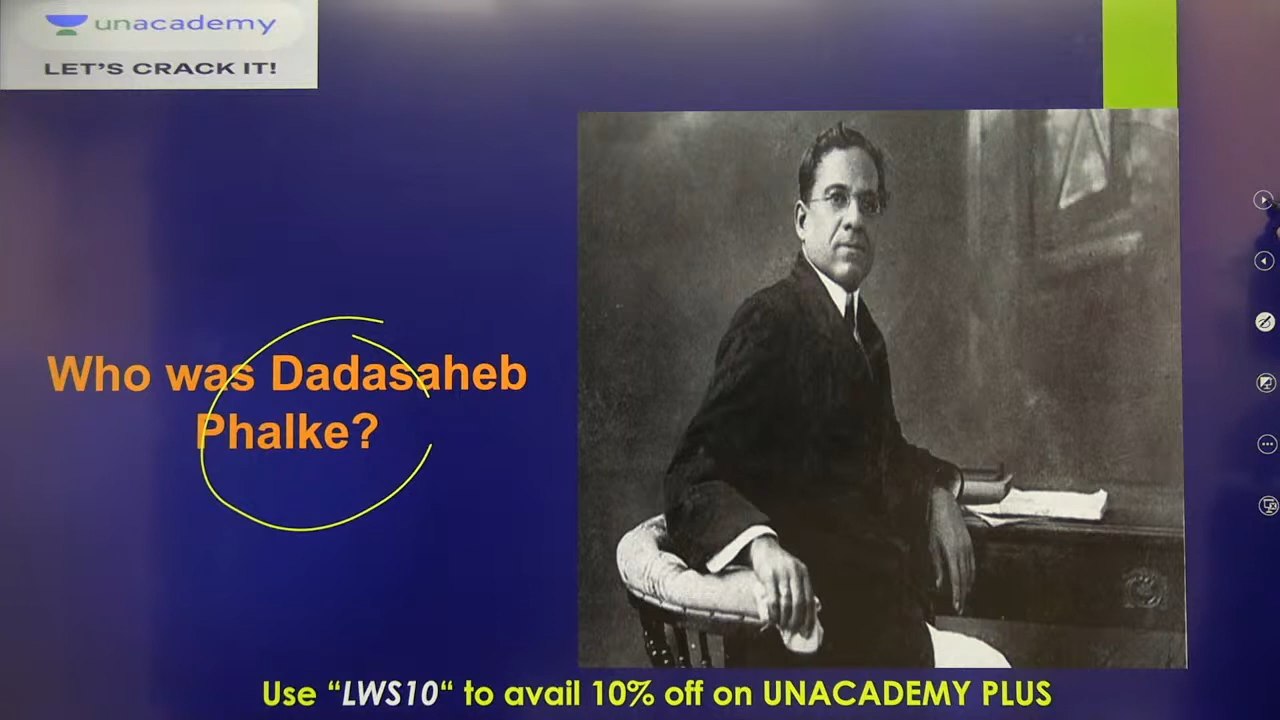 unacademy
LET'S CRACK IT!
Who was Dadasaheb
Phalke?
Use “LWS10“ to avail 10% off on UNACADEMY PLUS